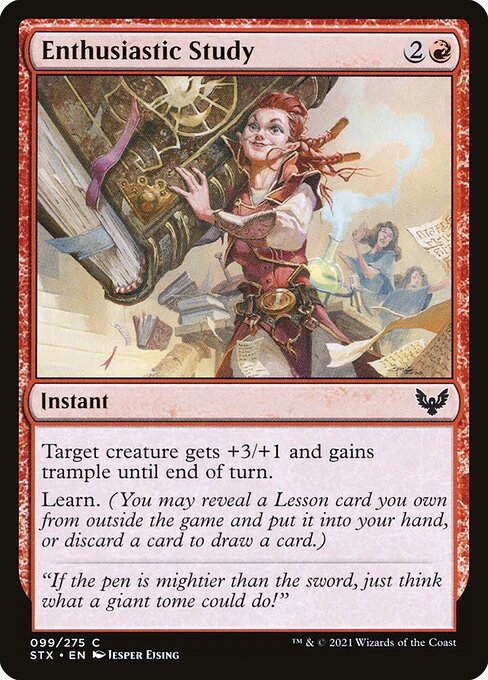 Enthusiastic Study 2
Instant
Target creature gets +3/+1 and gains
trample until end of turn.
Learn. (You may reveal a Lesson card you own
from outside the game and put it into your hand,
or discard a card to draw a card.)
“If the pen is mightier than the sword, just think
what a giant tome could do!”
099/275 C
STX • EN Jesper Ejsing
™ & © 2021 Wizards of the Coast